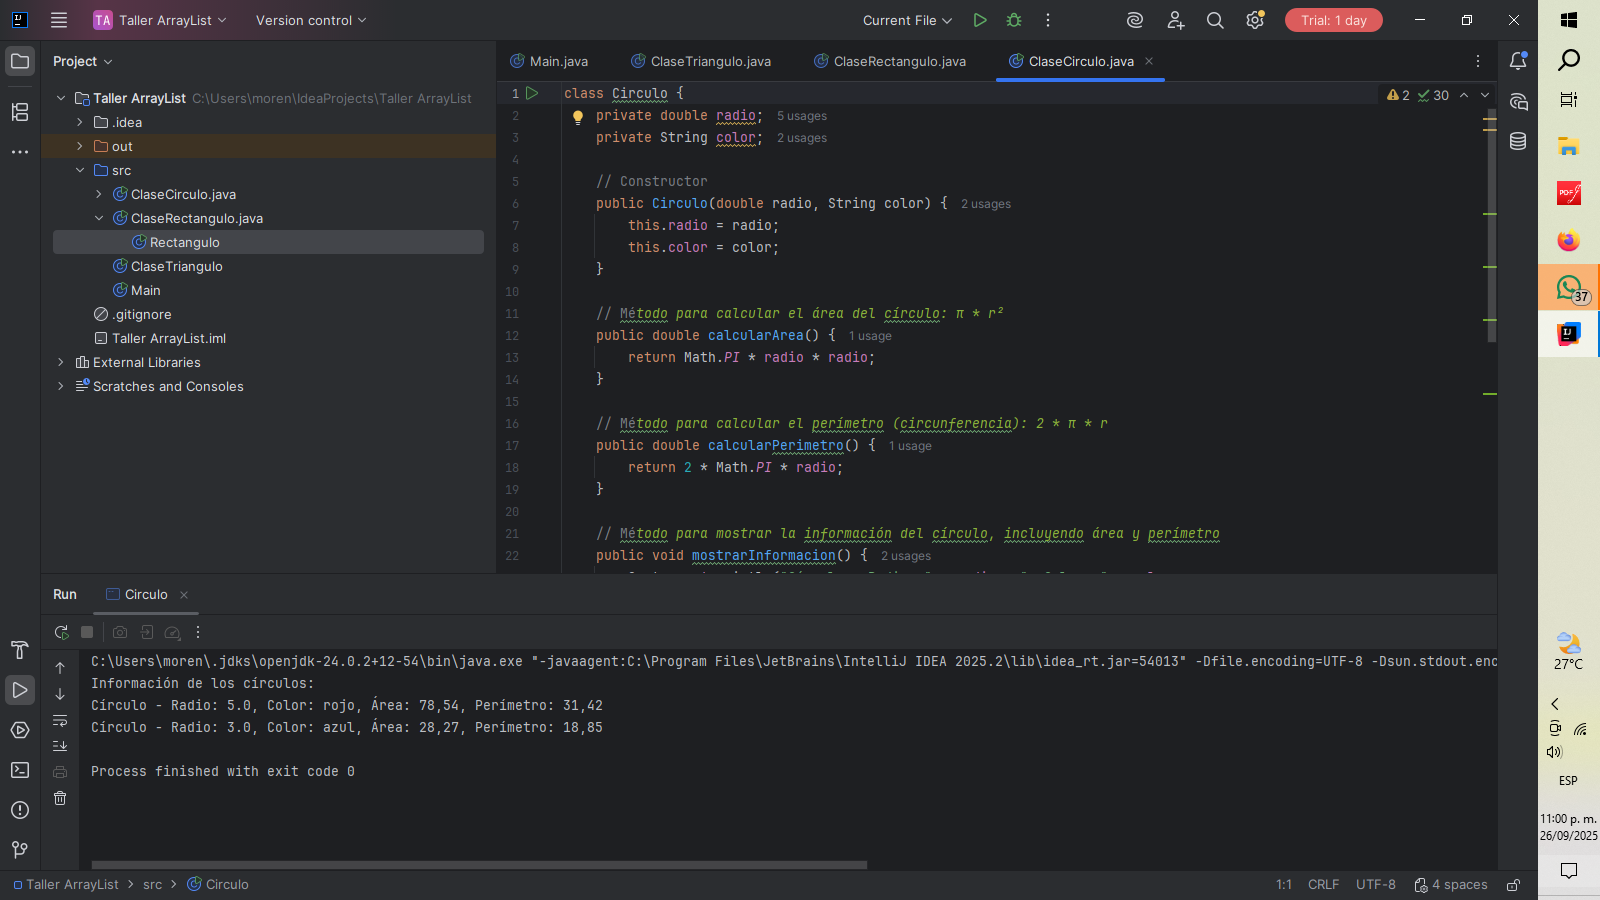 TA Taller ArrayList Version control Current File Trial: 1 day
Project
Taller ArrayList C:\Users\moren\IdeaProjects\Taller ArrayList
.idea
out
src
ClaseCirculo.java
ClaseRectangulo.java
Rectangulo
ClaseTriangulo
Main
.gitignore
Taller ArrayList.iml
External Libraries
Scratches and Consoles
Main.java ClaseTriangulo.java ClaseRectangulo.java ClaseCirculo.java
2 30
1 class Circulo {
2 private double radio; 5 usages
3 private String color; 2 usages
4
5 // Constructor
6 public Circulo(double radio, String color) { 2 usages
7 this.radio = radio;
8 this.color = color;
9 }
10
11 // Método para calcular el área del círculo: π * r²
12 public double calcularArea() { 1 usage
13 return Math.PI * radio * radio;
14 }
15
16 // Método para calcular el perímetro (circunferencia): 2 * π * r
17 public double calcularPerimetro() { 1 usage
18 return 2 * Math.PI * radio;
19 }
20
21 // Método para mostrar la información del círculo, incluyendo área y perímetro
22 public void mostrarInformacion() { 2 usages
Run Circulo
C:\Users\moren\.jdks\openjdk-24.0.2+12-54\bin\java.exe "-javaagent:C:\Program Files\JetBrains\IntelliJ IDEA 2025.2\lib\idea_rt.jar=54013" -Dfile.encoding=UTF-8 -Dsun.stdout.enc
Información de los círculos:
Círculo - Radio: 5.0, Color: rojo, Área: 78,54, Perímetro: 31,42
Círculo - Radio: 3.0, Color: azul, Área: 28,27, Perímetro: 18,85
Process finished with exit code 0
Taller ArrayList src Circulo
1:1 CRLF UTF-8 4 spaces
PDF
37
IJ
27°C
ESP
11:00 p. m.
26/09/2025